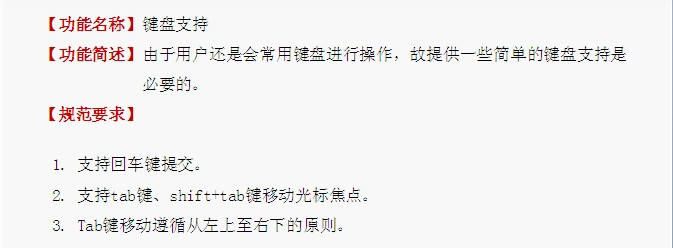 【功能名称】键盘支持
【功能简述】由于用户还是会常用键盘进行操作，故提供一些简单的键盘支持是
必要的。
【规范要求】
1. 支持回车键提交。
2. 支持tab键、shift+tab键移动光标焦点。
3. Tab键移动遵循从左上至右下的原则。